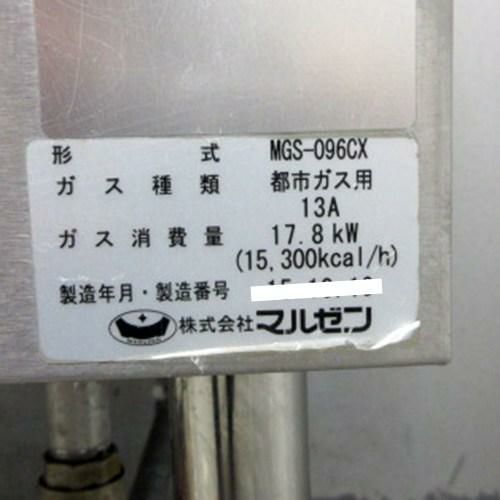 形 式 MGS-096CX
ガス種類 都市ガス用
13A
ガス消費量 17.8kW
(15,300kcal/h)
製造年月・製造番号
MARUZEN 株式会社マルゼン